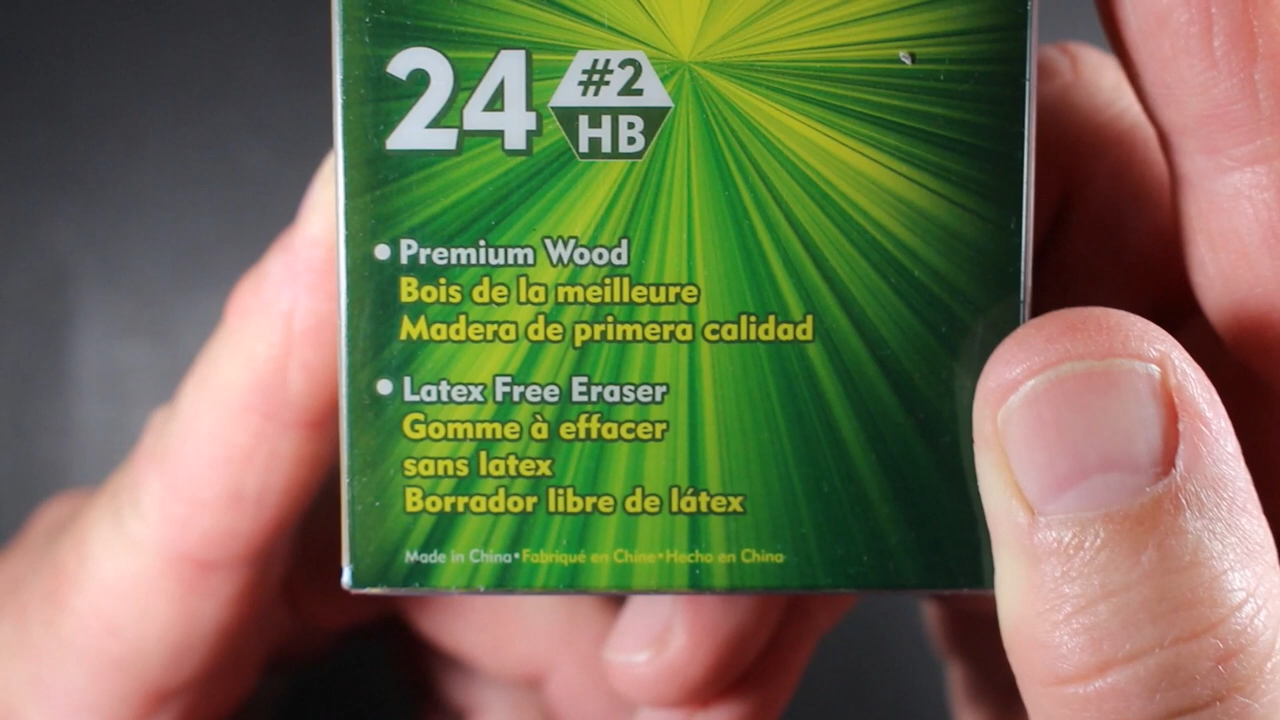 24 #2
HB
• Premium Wood
Bois de la meilleure
Madera de primera calidad
• Latex Free Eraser
Gomme à effacer
sans latex
Borrador libre de látex
Made in China • Fabriqué en Chine • Hecho en China